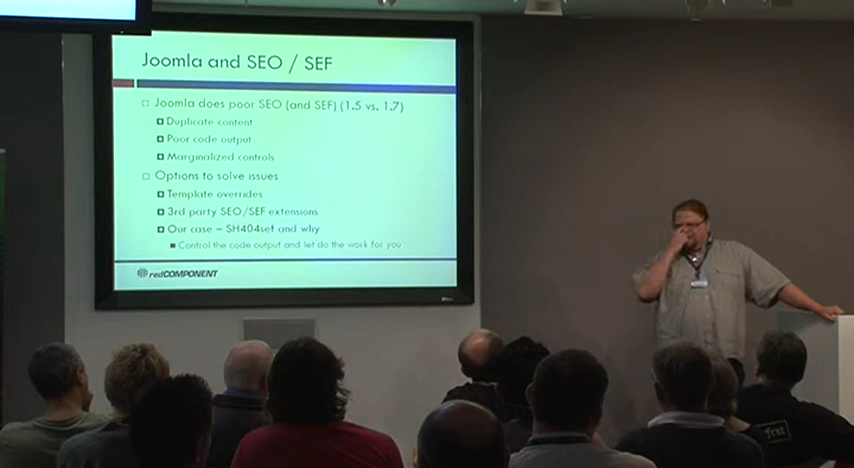 Joomla and SEO / SEF
Joomla does poor SEO (and SEF) (1.5 vs. 1.7)
Duplicate content
Poor code output
Marginalized controls
Options to solve issues
Template overrides
3rd party SEO/SEF extensions
Our case – SH404sef and why
Control the code output and let do the work for you
redCOMPONENT